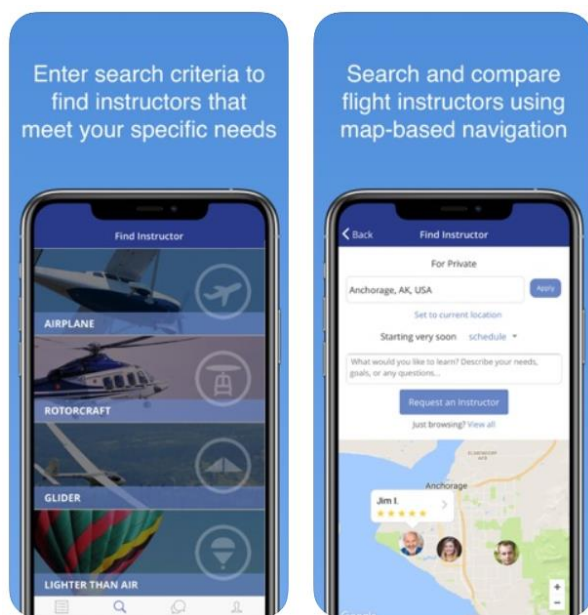 Enter search criteria to
find instructors that
meet your specific needs
Find Instructor
AIRPLANE
ROTORCRAFT
GLIDER
LIGHTER THAN AIR
Search and compare
flight instructors using
map-based navigation
Back
Find Instructor
For Private
Anchorage, AK, USA
Apply
Set to current location
Starting very soon schedule
What would you like to learn? Describe your needs,
goals, or any questions...
Request an Instructor
Just browsing? View all
Anchorage
Jim I.
+
−